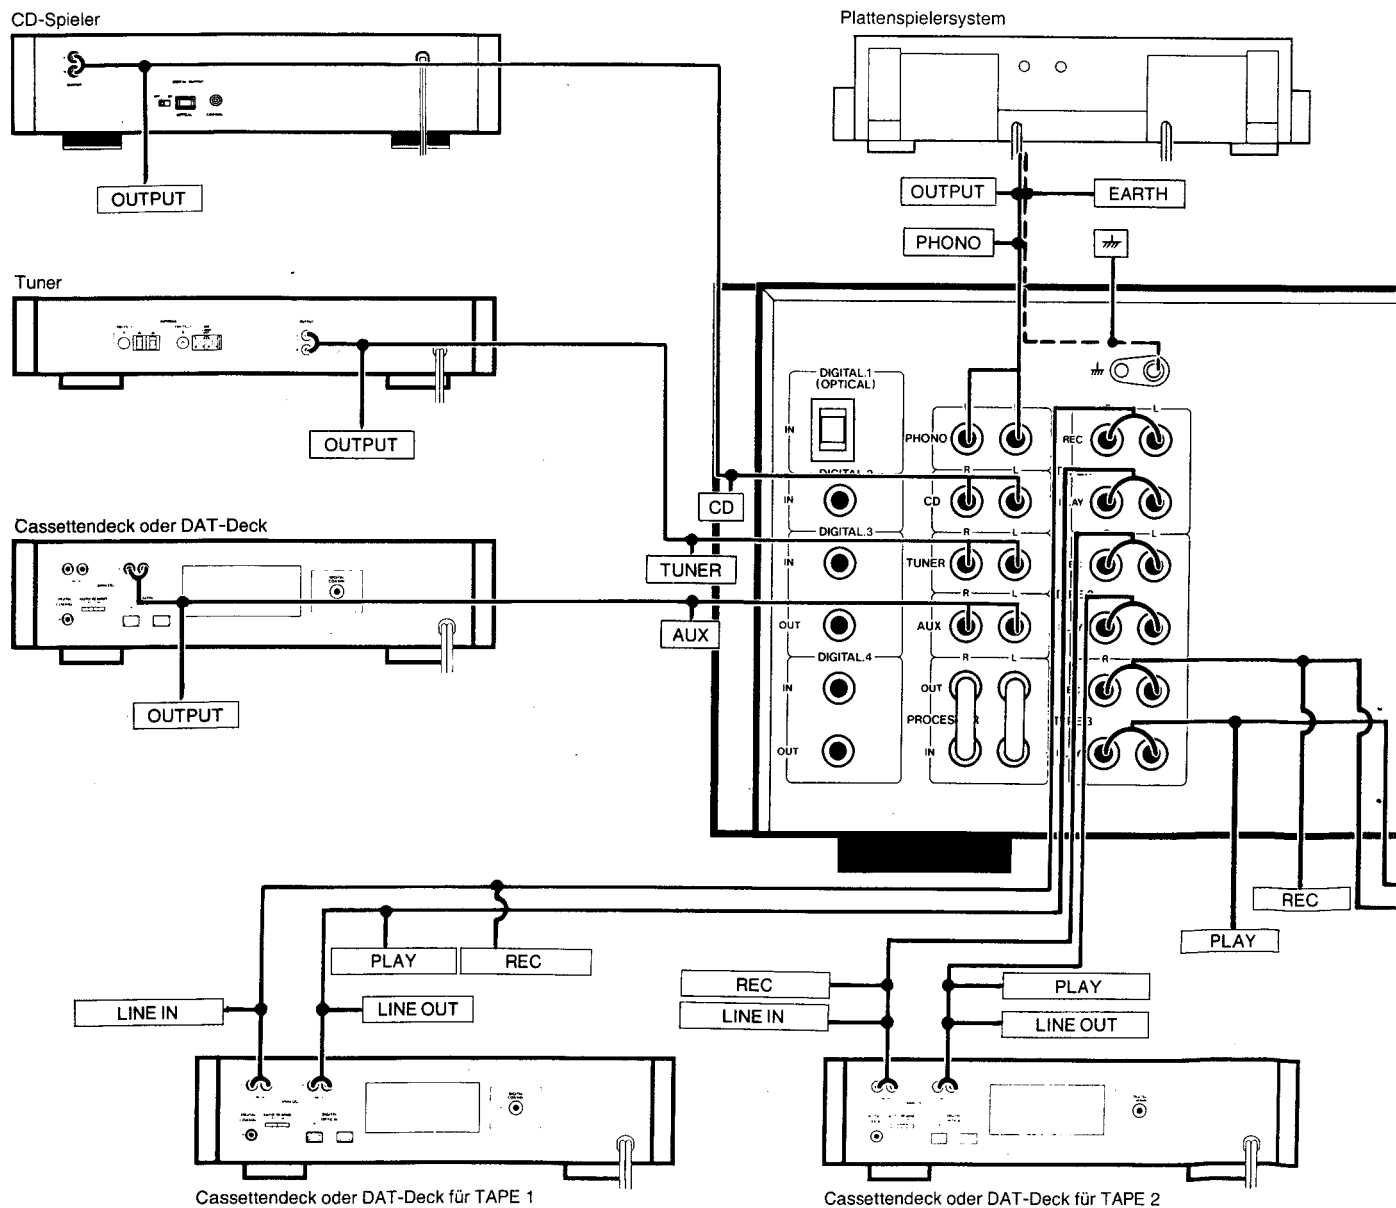 CD-Spieler
Plattenspielersystem
OUTPUT
OUTPUT
EARTH
PHONO
Tuner
OUTPUT
DIGITAL.1
(OPTICAL)
IN
PHONO
L
REC
R L
CD
IN
CD
DIGITAL.3
R L
L
TUNER
IN
TUNER
Cassettendeck oder DAT-Deck
R L
AUX
OUT
AUX
OUTPUT
DIGITAL.4
R L
R
IN
OUT
OUT
IN
REC
PLAY
PLAY
REC
LINE IN
LINE OUT
REC
PLAY
LINE IN
LINE OUT
Cassettendeck oder DAT-Deck für TAPE 1
Cassettendeck oder DAT-Deck für TAPE 2